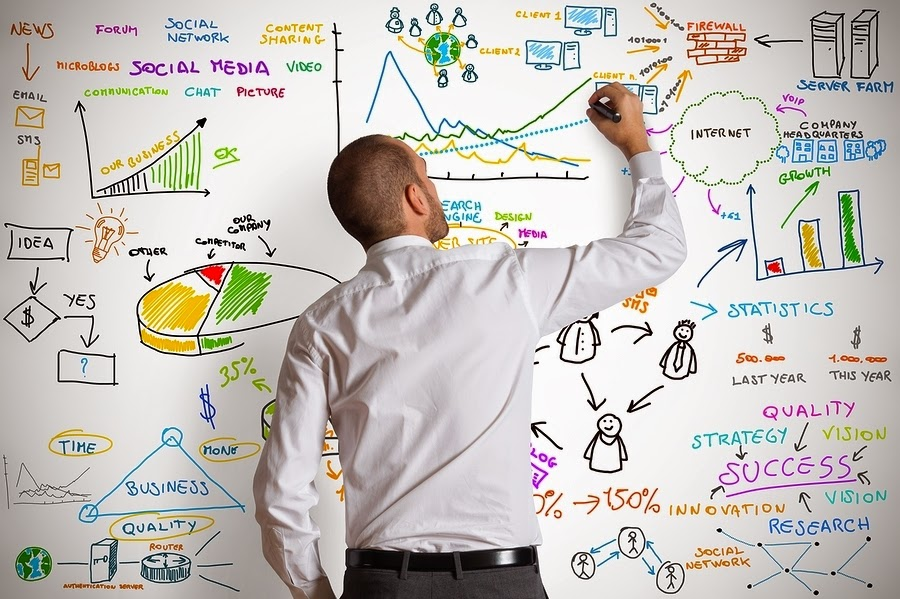 NEWS
FORUM
SOCIAL
NETWORK
CONTENT
SHARING
MICROBLOGS
SOCIAL MEDIA
VIDEO
COMMUNICATION
CHAT
PICTURE
EMAIL
SMS
OUR BUSINESS
OK
CLIENT 1
CLIENT 2
CLIENT n.
FIREWALL
SERVER FARM
INTERNET
VOIP
COMPANY
HEADQUARTERS
GROWTH
IDEA
$
YES
?
OTHER
COMPETITOR
OUR
COMPANY
DESIGN
MEDIA
SMS
STATISTICS
$
$
500.000
1.000.000
LAST YEAR
THIS YEAR
35%
$
TIME
MONE
BUSINESS
QUALITY
ROUTER
AUTHENTICATION SERVER
150%
QUALITY
STRATEGY
VISION
SUCCESS
INNOVATION
VISION
RESEARCH
SOCIAL
NETWORK